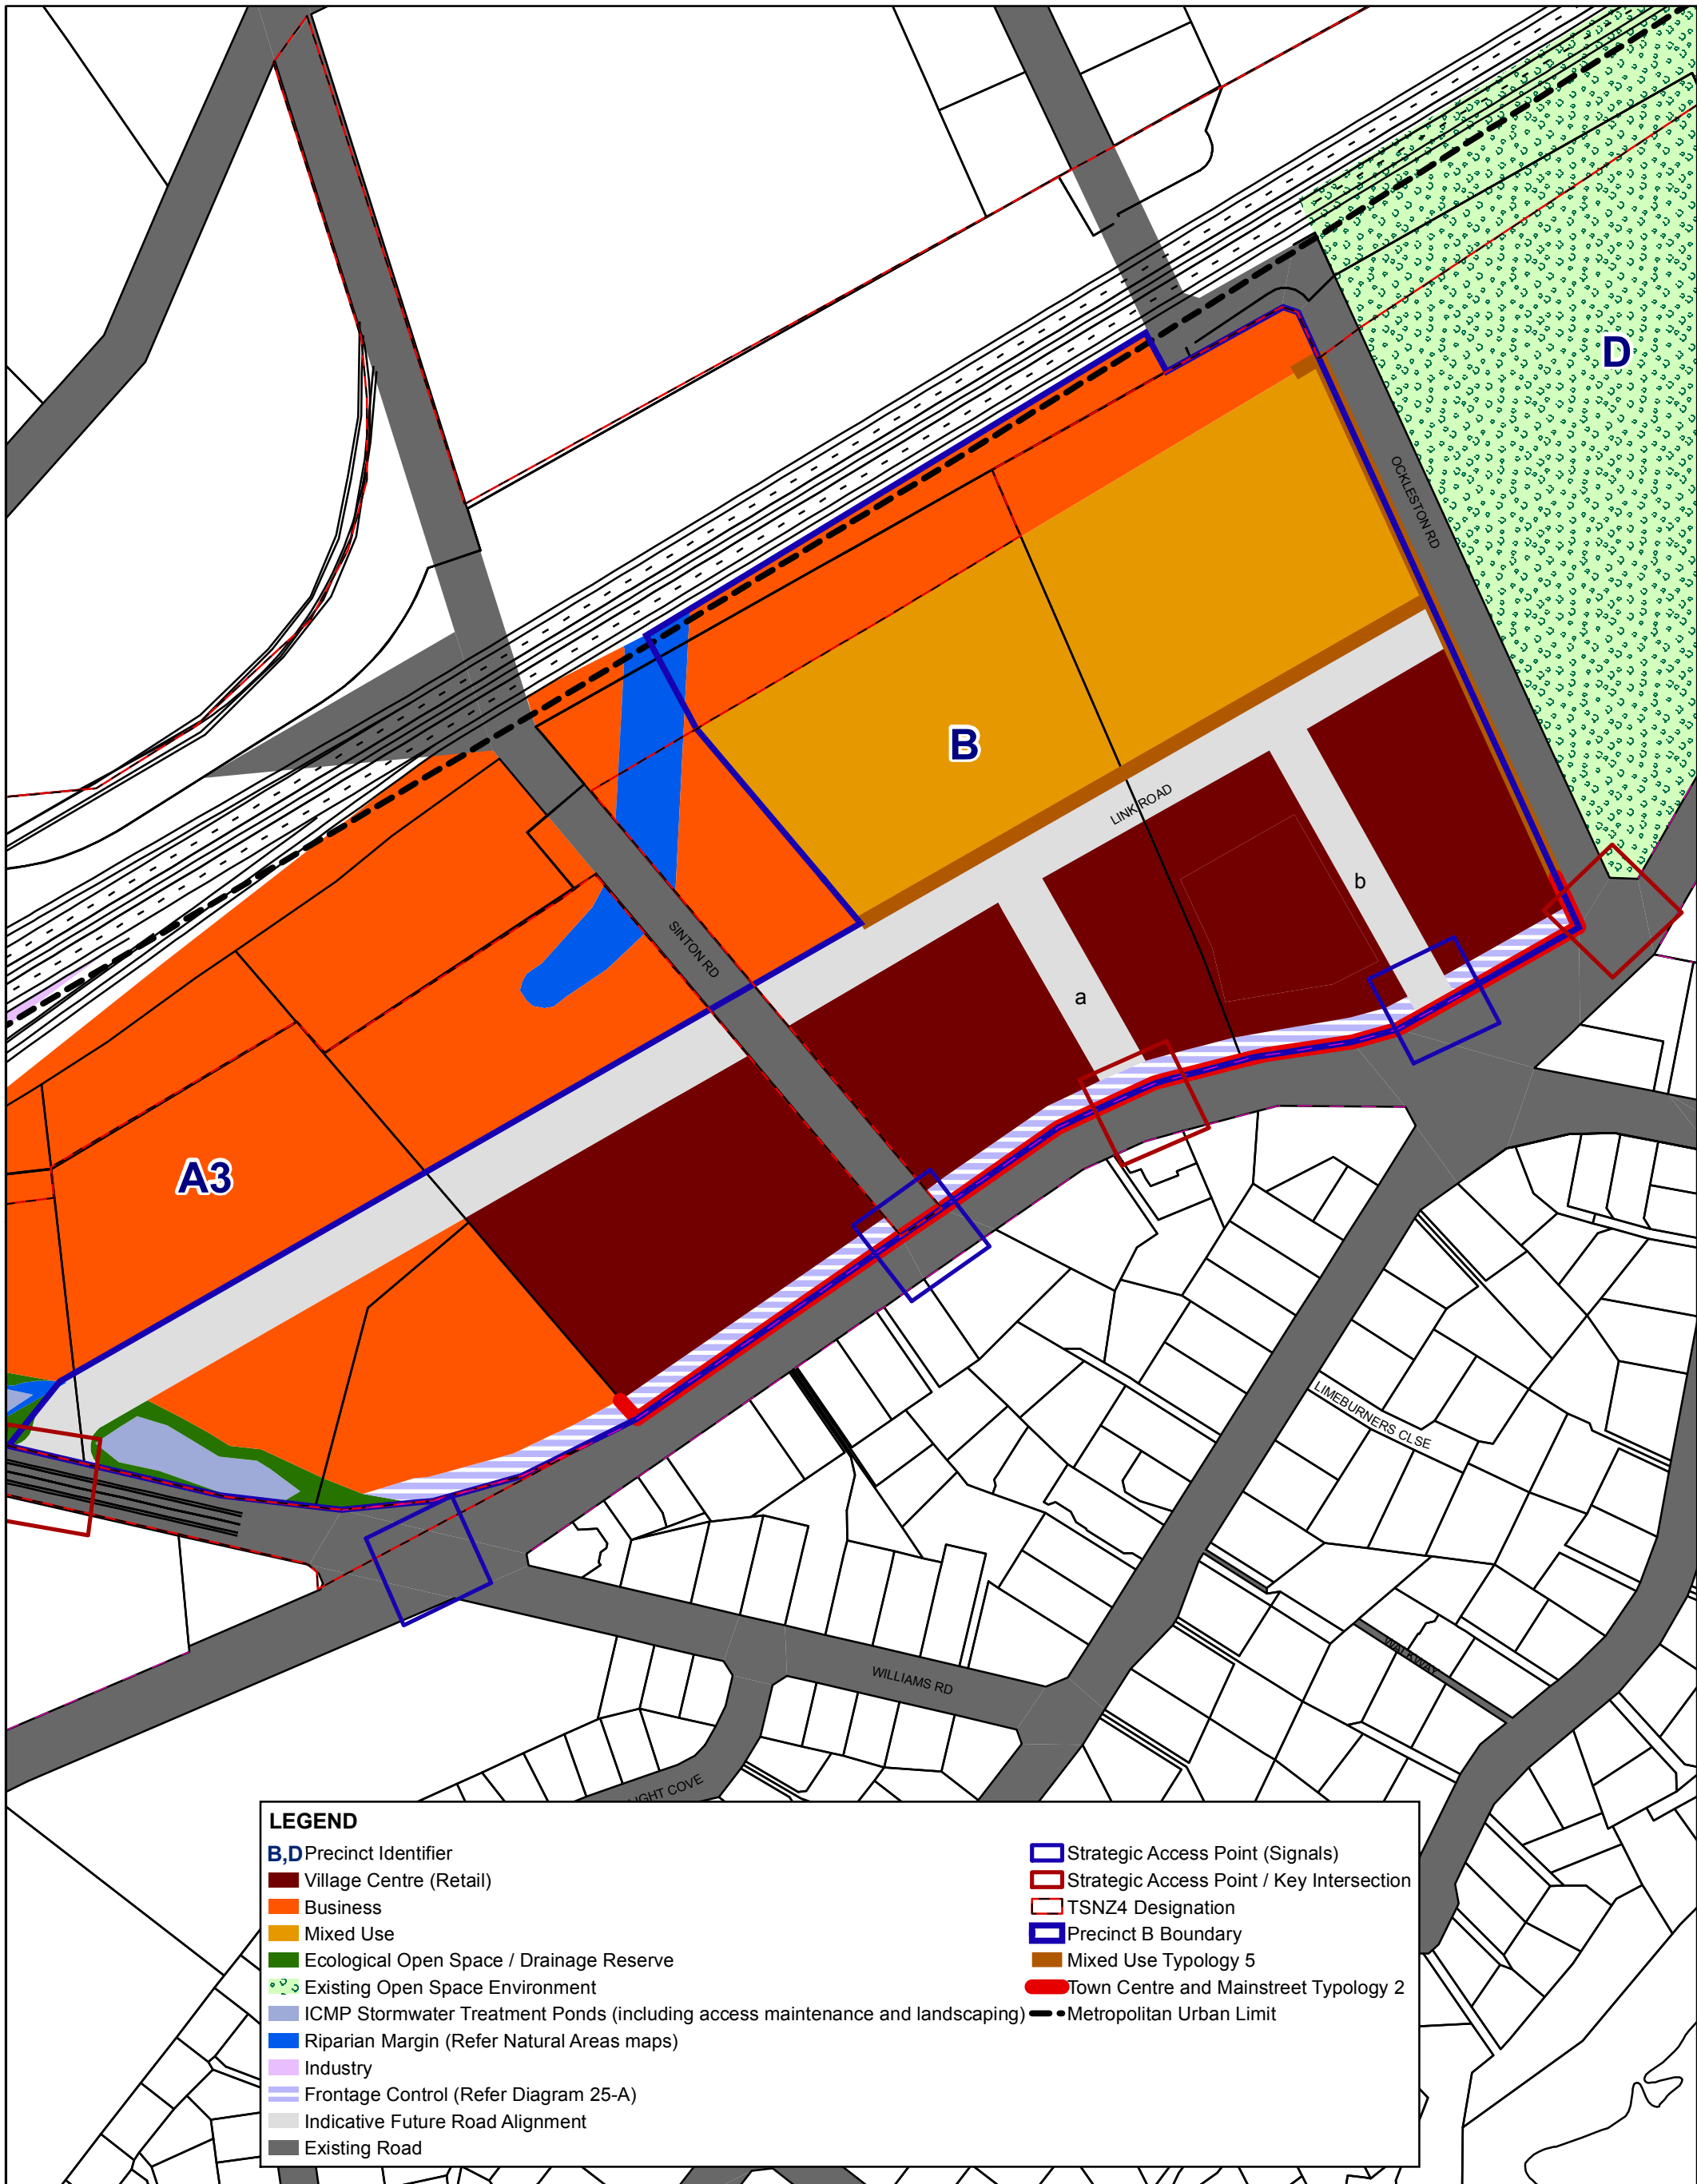 D
OCKLESTON RD
B
LINK ROAD
b
SINTON RD
a
A3
LIMEBURNERS CLSE
WALKWAY
WILLIAMS RD
COVE
LEGEND
B,D Precinct Identifier
Village Centre (Retail)
Business
Mixed Use
Ecological Open Space / Drainage Reserve
Existing Open Space Environment
ICMP Stormwater Treatment Ponds (including access maintenance and landscaping)
Riparian Margin (Refer Natural Areas maps)
Industry
Frontage Control (Refer Diagram 25-A)
Indicative Future Road Alignment
Existing Road
Strategic Access Point (Signals)
Strategic Access Point / Key Intersection
TSNZ4 Designation
Precinct B Boundary
Mixed Use Typology 5
Town Centre and Mainstreet Typology 2
Metropolitan Urban Limit